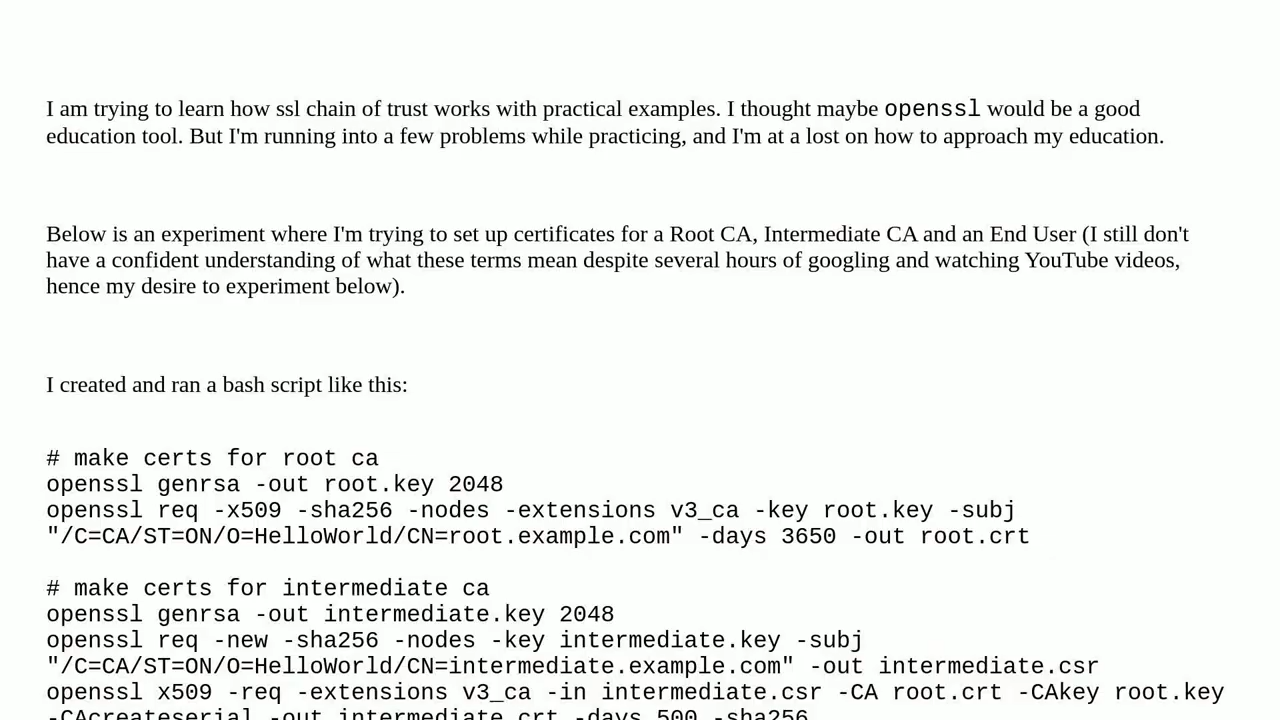 I am trying to learn how ssl chain of trust works with practical examples. I thought maybe openssl would be a good
education tool. But I'm running into a few problems while practicing, and I'm at a lost on how to approach my education.
Below is an experiment where I'm trying to set up certificates for a Root CA, Intermediate CA and an End User (I still don't
have a confident understanding of what these terms mean despite several hours of googling and watching YouTube videos,
hence my desire to experiment below).
I created and ran a bash script like this:
# make certs for root ca
openssl genrsa -out root.key 2048
openssl req -x509 -sha256 -nodes -extensions v3_ca -key root.key -subj
"/C=CA/ST=ON/O=HelloWorld/CN=root.example.com" -days 3650 -out root.crt
# make certs for intermediate ca
openssl genrsa -out intermediate.key 2048
openssl req -new -sha256 -nodes -key intermediate.key -subj
"/C=CA/ST=ON/O=HelloWorld/CN=intermediate.example.com" -out intermediate.csr
openssl x509 -req -extensions v3_ca -in intermediate.csr -CA root.crt -CAkey root.key
-CAcreateserial -out intermediate.crt -days 500 -sha256